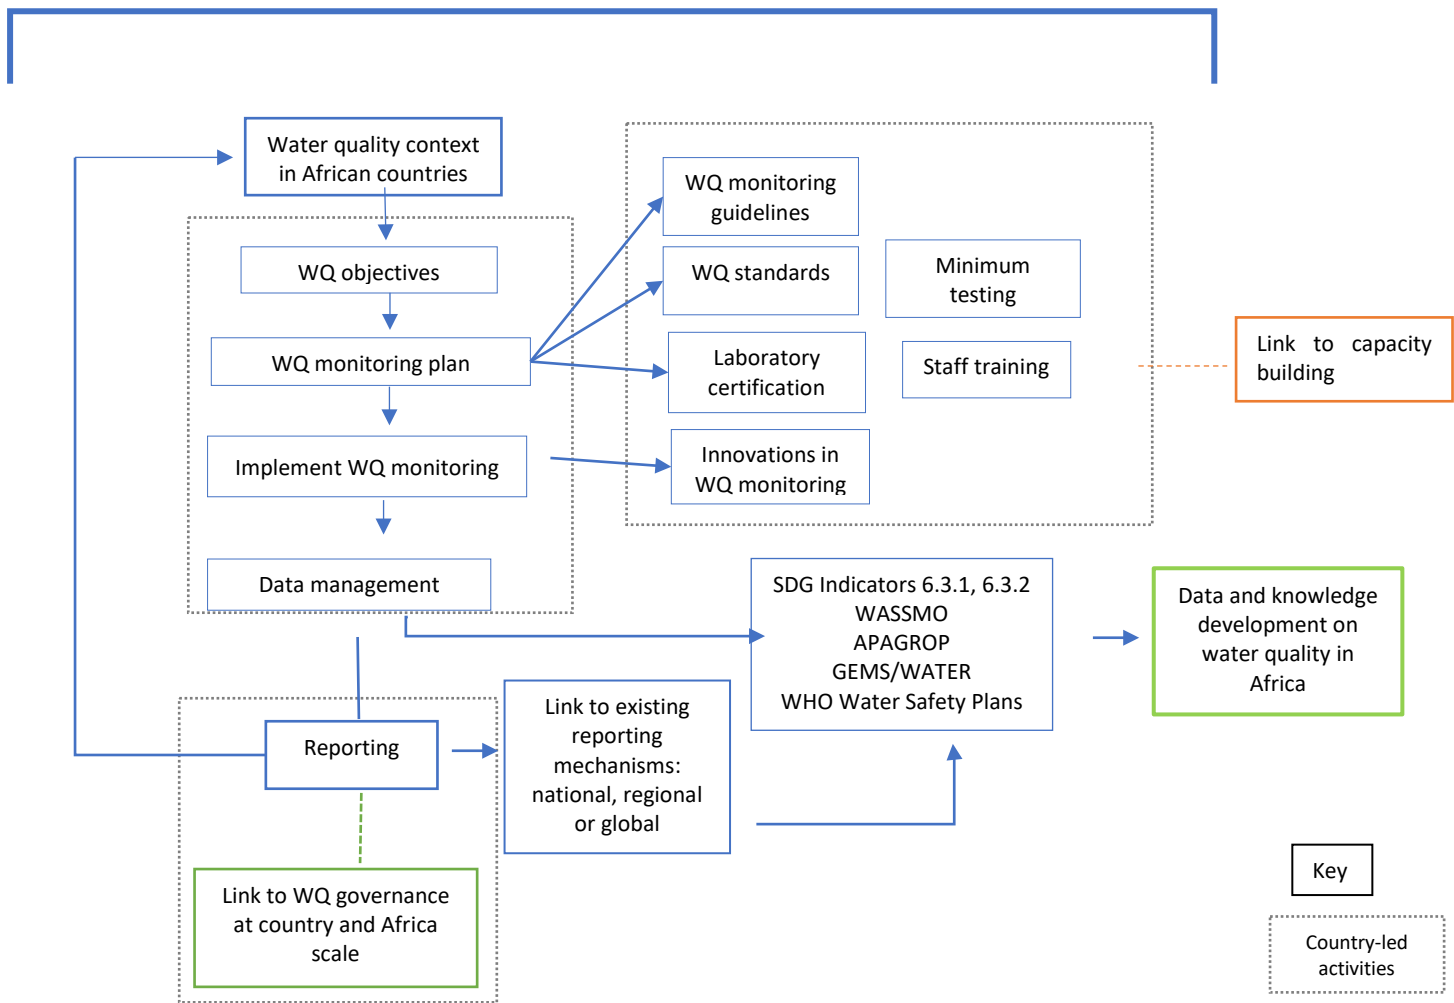 Water quality context
in African countries
WQ objectives
WQ monitoring plan
Implement WQ monitoring
Data management
WQ monitoring
guidelines
WQ standards
Minimum
testing
Laboratory
certification
Staff training
Innovations in
WQ monitoring
Link to capacity
building
SDG Indicators 6.3.1, 6.3.2
WASSMO
APAGROP
GEMS/WATER
WHO Water Safety Plans
Data and knowledge
development on
water quality in
Africa
Reporting
Link to existing
reporting
mechanisms:
national, regional
or global
Link to WQ governance
at country and Africa
scale
Key
Country-led
activities